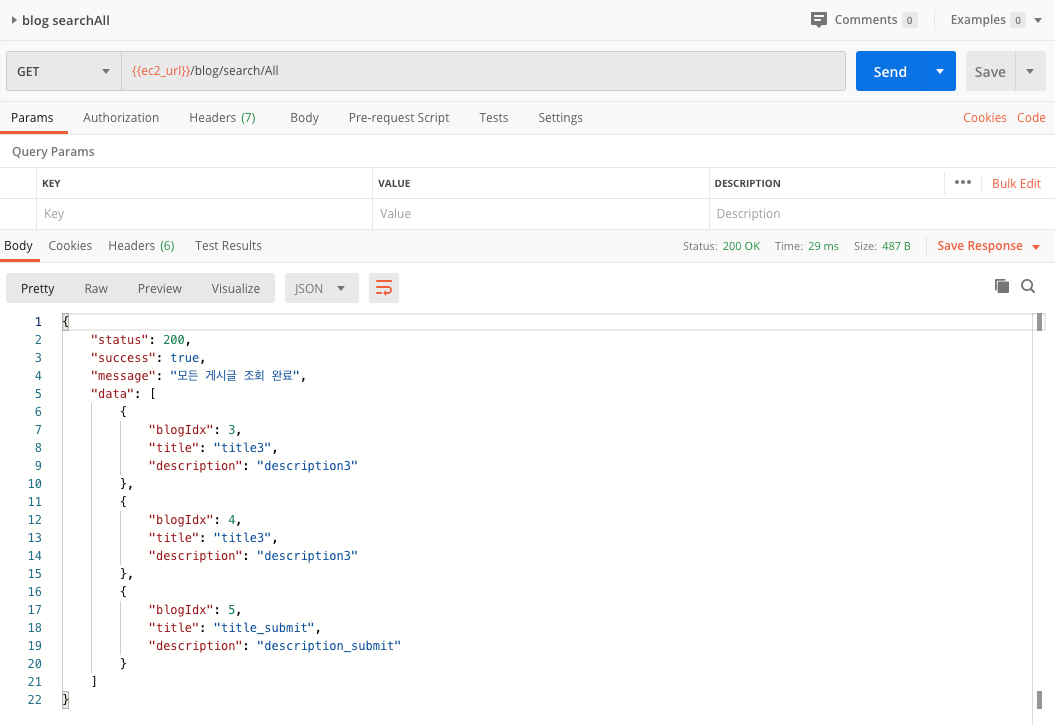 blog searchAll
Comments 0
Examples 0
GET
{{ec2_url}}/blog/search/All
Send
Save
Params Authorization Headers (7) Body Pre-request Script Tests Settings Cookies Code
Query Params
KEY VALUE DESCRIPTION ••• Bulk Edit
Key Value Description
Body Cookies Headers (6) Test Results Status: 200 OK Time: 29 ms Size: 487 B Save Response
Pretty Raw Preview Visualize JSON
1 {
2 "status": 200,
3 "success": true,
4 "message": "모든 게시글 조회 완료",
5 "data": [
6 {
7 "blogIdx": 3,
8 "title": "title3",
9 "description": "description3"
10 },
11 {
12 "blogIdx": 4,
13 "title": "title3",
14 "description": "description3"
15 },
16 {
17 "blogIdx": 5,
18 "title": "title_submit",
19 "description": "description_submit"
20 }
21 ]
22 }